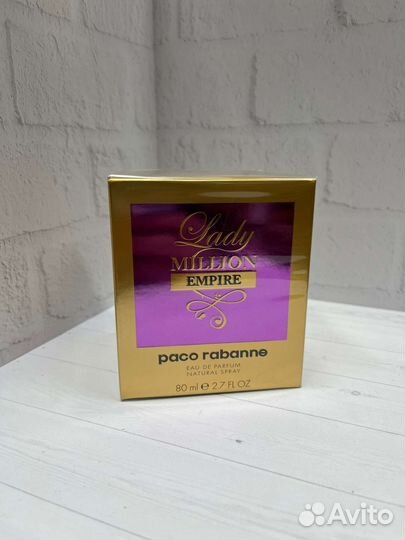 Lady
MILLION
EMPIRE
paco rabanne
EAU DE PARFUM
NATURAL SPRAY
80 ml ℮ 2.7 FL OZ
Avito